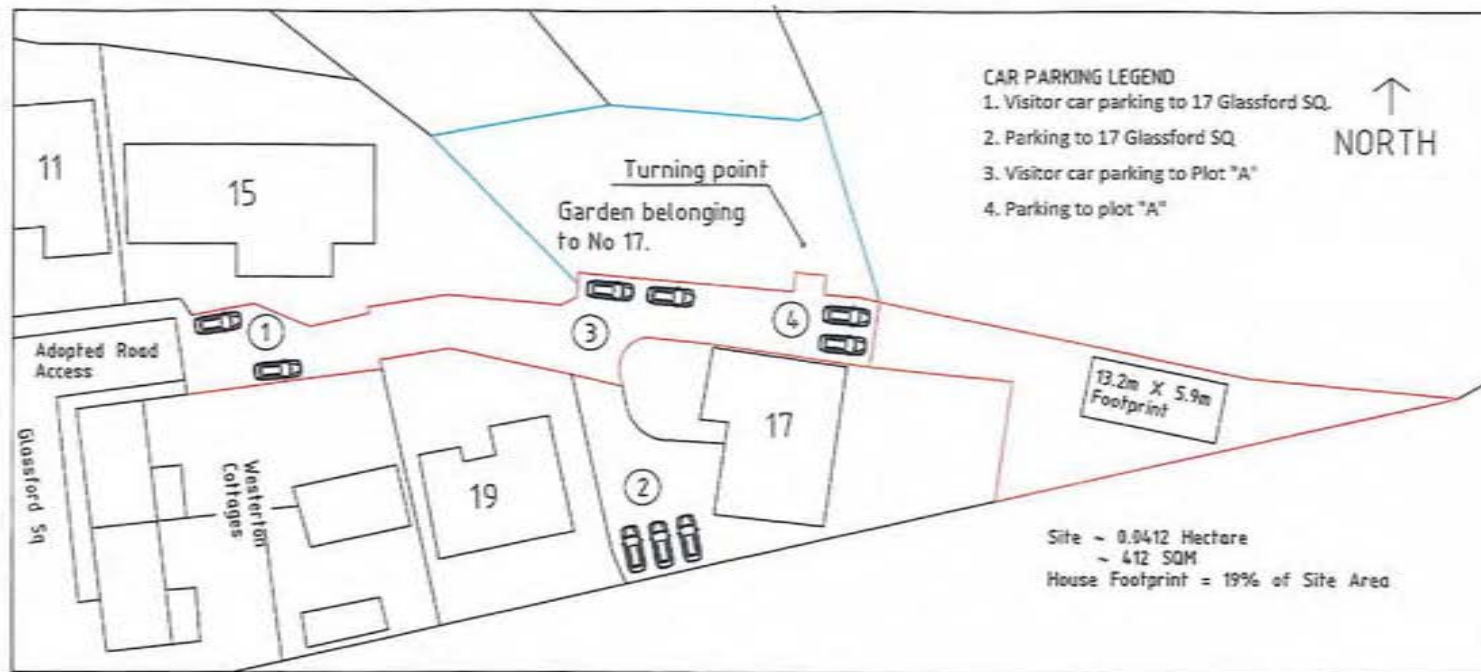 CAR PARKING LEGEND
1. Visitor car parking to 17 Glassford SQ.
2. Parking to 17 Glassford SQ
3. Visitor car parking to Plot "A"
4. Parking to plot "A"
NORTH
11
15
Turning point
Garden belonging
to No 17.
1
3
4
Adopted Road
Access
13.2m X 5.9m
Footprint
17
Glassford Sq
Westerton
Cottages
19
2
Site ~ 0.0412 Hectare
~ 412 SQM
House Footprint = 19% of Site Area